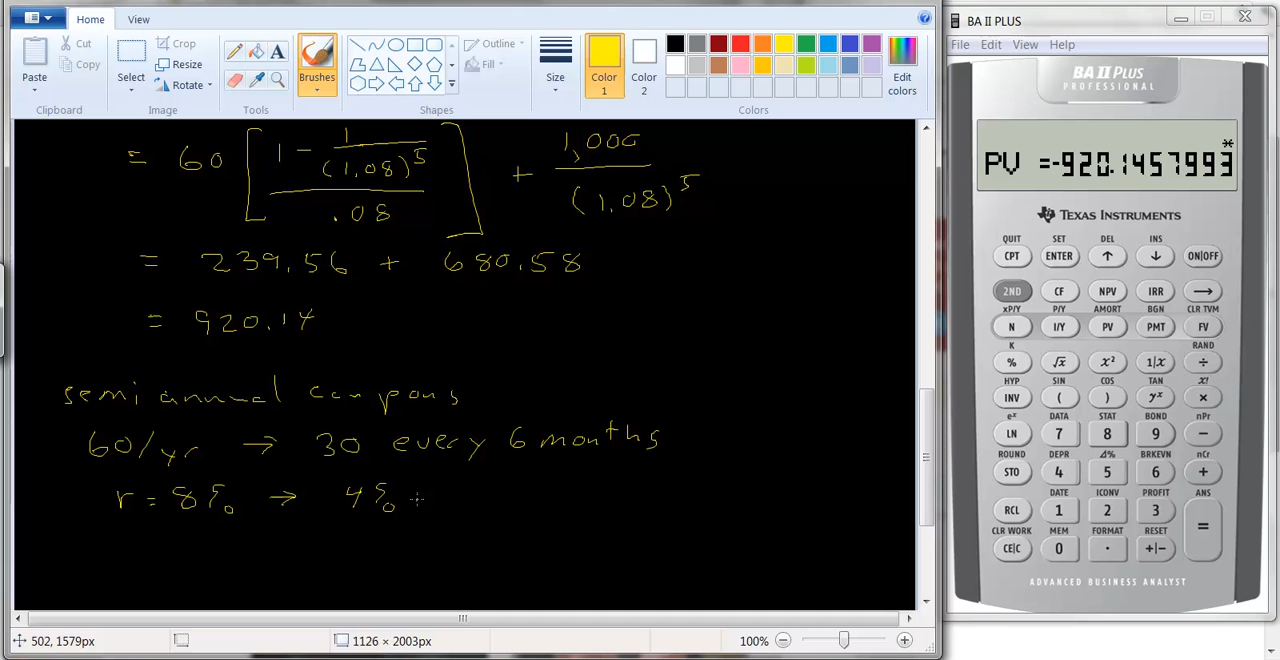 Home View
BA II PLUS
File Edit View Help
Paste
Cut
Copy
Clipboard
Select
Crop
Resize
Rotate
Image
Tools
Brushes
Outline
Fill
Shapes
Size
Color 1
Color 2
Edit colors
Colors
= 60 [ 1 - 1 / (1.08)^5 / .08 ] + 1,000 / (1.08)^5
= 239.56 + 680.58
= 920.14
semi annual coupons
60/yr → 30 every 6 months
r = 8% → 4%
502, 1579px
1126 × 2003px
100%
BA II PLUS
PROFESSIONAL
PV =-920.1457993
TEXAS INSTRUMENTS
QUIT SET DEL INS
CPT ENTER ↑ ↓ ON|OFF
2ND CF NPV IRR →
xP/Y P/Y AMORT BGN CLR TVM
N I/Y PV PMT FV
K RAND
% √x x² 1/x ÷
HYP SIN COS TAN x!
INV ( ) yˣ ×
eˣ DATA STAT BOND nPr
LN 7 8 9 −
ROUND DEPR Δ% BRKEVN nCr
STO 4 5 6 +
DATE ICONV PROFIT ANS
RCL 1 2 3 =
CLR WORK MEM FORMAT RESET
CE|C 0 . +|−
ADVANCED BUSINESS ANALYST